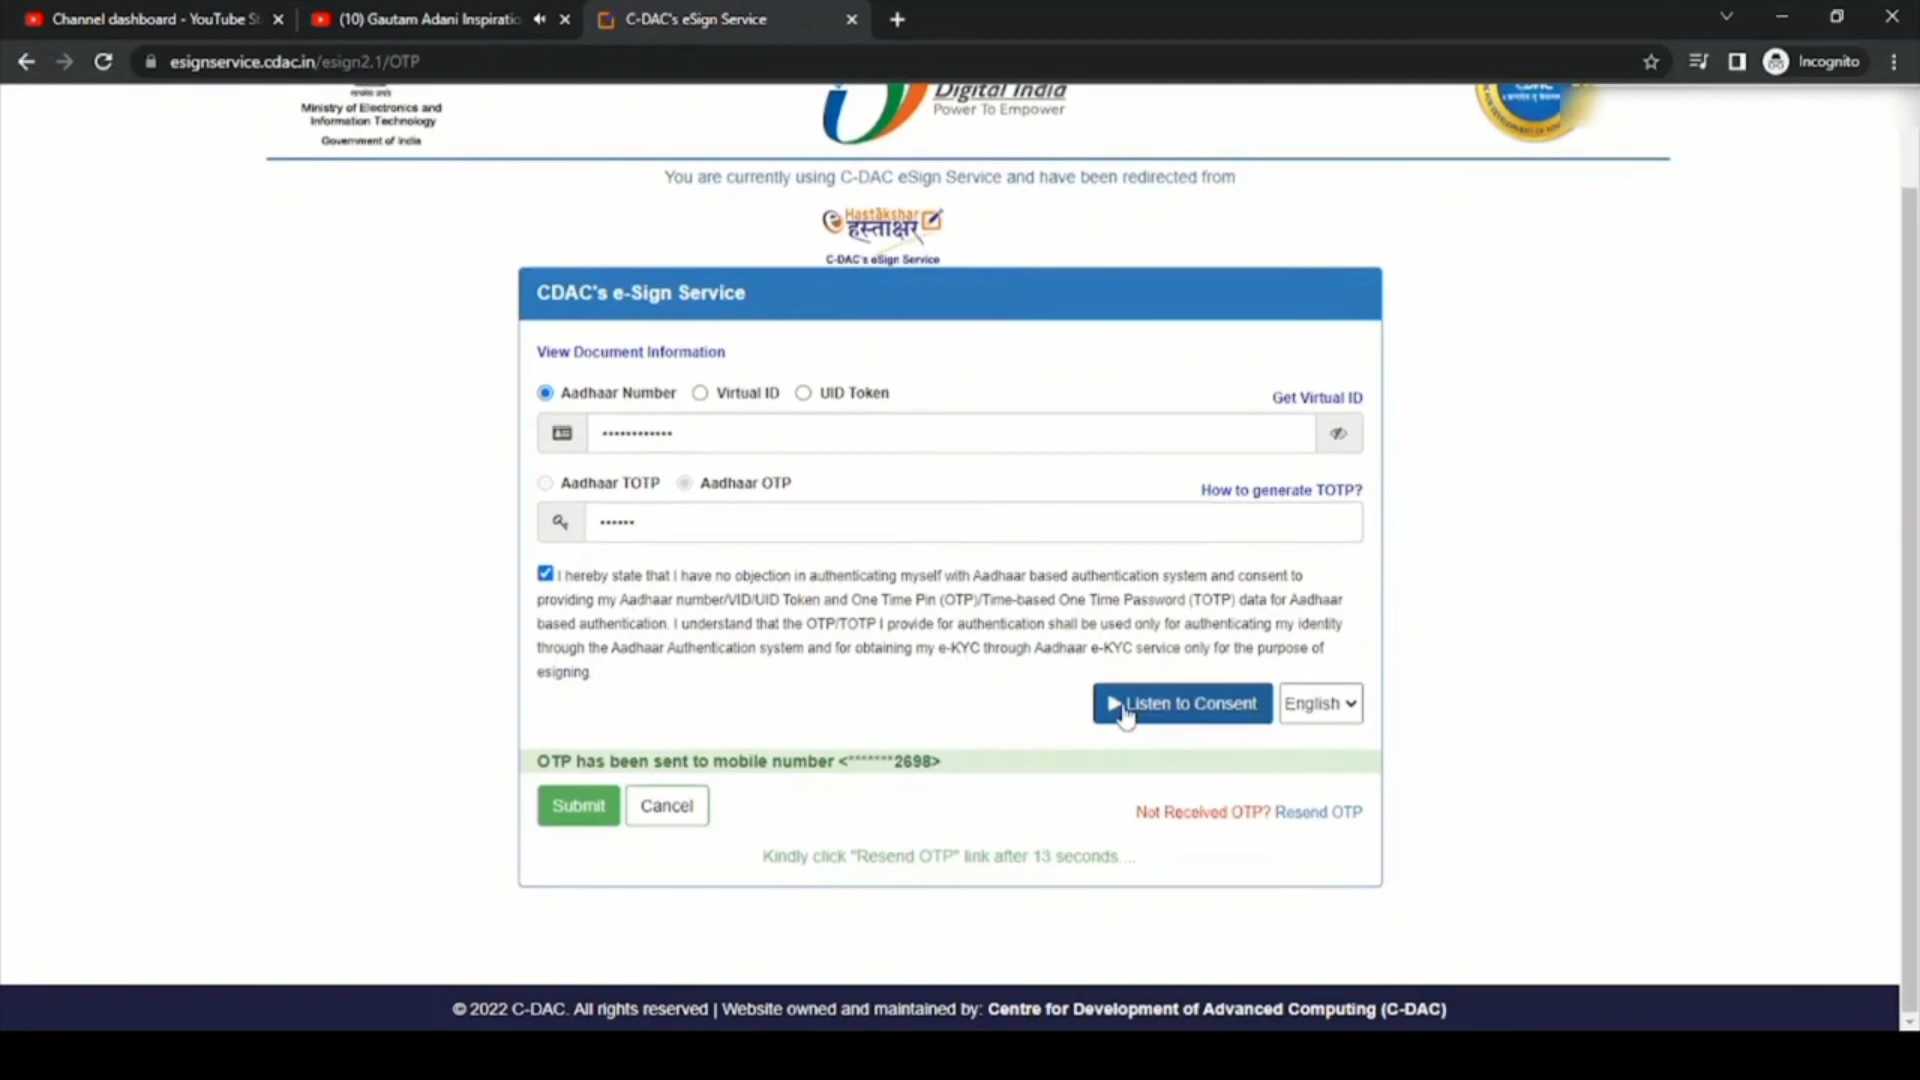 Channel dashboard - YouTube St
(10) Gautam Adani Inspiratio
C-DAC's eSign Service
esignservice.cdac.in/esign2.1/OTP
Incognito
Ministry of Electronics and
Information Technology
Government of India
Digital India
Power To Empower
You are currently using C-DAC eSign Service and have been redirected from
e Hastākshar
हस्ताक्षर
C-DAC's eSign Service
CDAC's e-Sign Service
View Document Information
Aadhaar Number Virtual ID UID Token
Get Virtual ID
••••••••••••
Aadhaar TOTP Aadhaar OTP
How to generate TOTP?
••••••
I hereby state that I have no objection in authenticating myself with Aadhaar based authentication system and consent to
providing my Aadhaar number/VID/UID Token and One Time Pin (OTP)/Time-based One Time Password (TOTP) data for Aadhaar
based authentication. I understand that the OTP/TOTP I provide for authentication shall be used only for authenticating my identity
through the Aadhaar Authentication system and for obtaining my e-KYC through Aadhaar e-KYC service only for the purpose of
esigning.
Listen to Consent English
OTP has been sent to mobile number <*******2698>
Submit Cancel
Not Received OTP? Resend OTP
Kindly click "Resend OTP" link after 13 seconds....
© 2022 C-DAC. All rights reserved | Website owned and maintained by: Centre for Development of Advanced Computing (C-DAC)